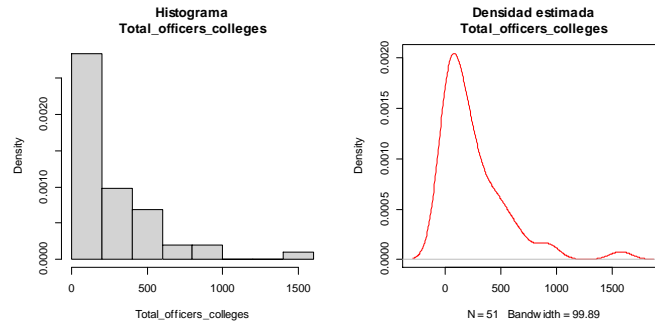 Histograma
Total_officers_colleges
Density
0.0000
0.0010
0.0020
0
500
1000
1500
Total_officers_colleges
Densidad estimada
Total_officers_colleges
Density
0.0000
0.0005
0.0010
0.0015
0.0020
0
500
1000
1500
N = 51 Bandwidth = 99.89